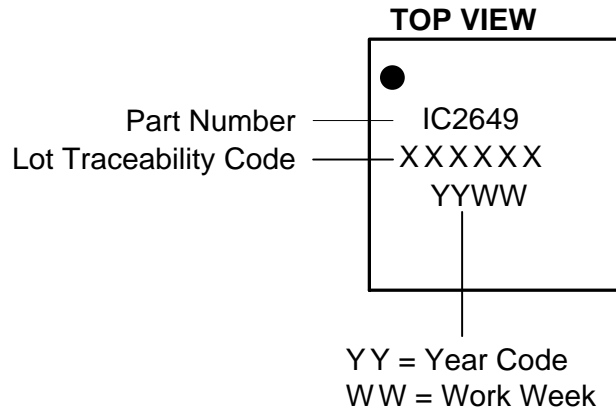 TOP VIEW
Part Number
IC2649
Lot Traceability Code
XXXXXX
YYWW
YY = Year Code
WW = Work Week